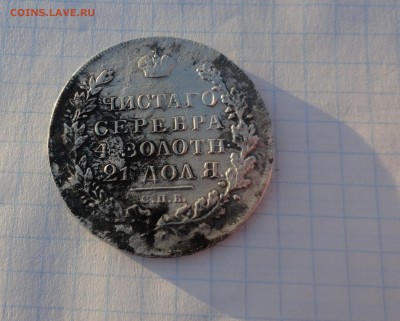 COINS.LAVE.RU
ЧИСТАГО
СЕРЕБРА
4 ЗОЛОТН
21 ДОЛЯ.
С.П.Б.